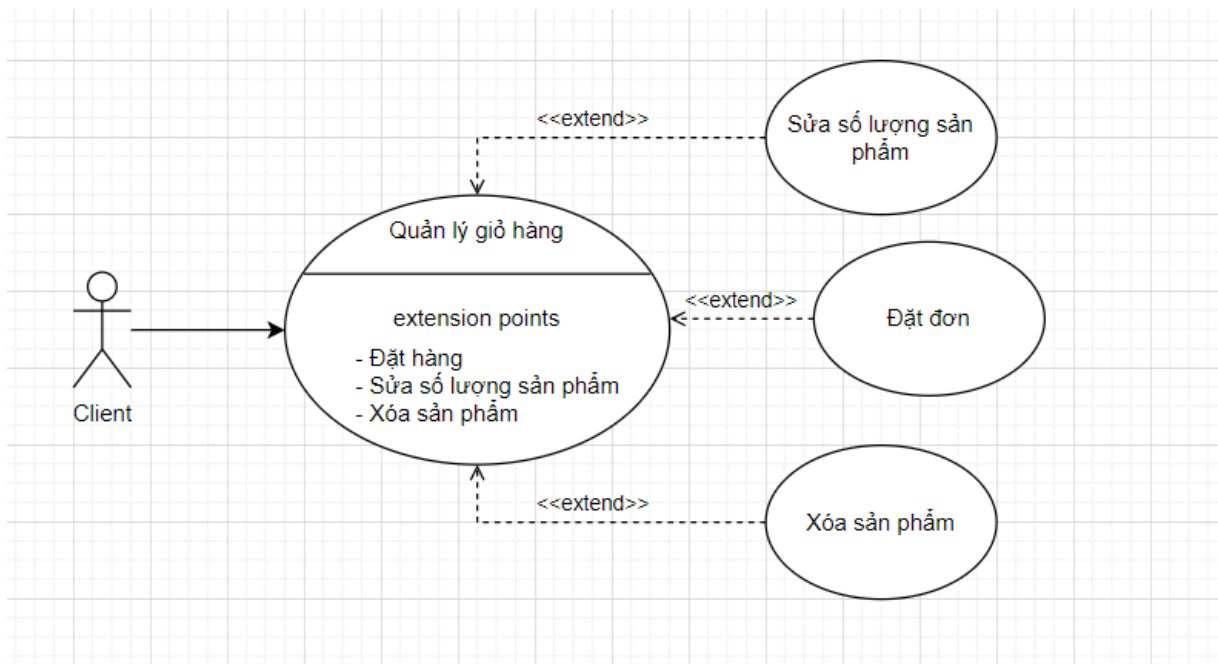 <<extend>>
Sửa số lượng sản
phẩm
Quản lý giỏ hàng
extension points
- Đặt hàng
- Sửa số lượng sản phẩm
- Xóa sản phẩm
<<extend>>
Đặt đơn
Client
<<extend>>
Xóa sản phẩm